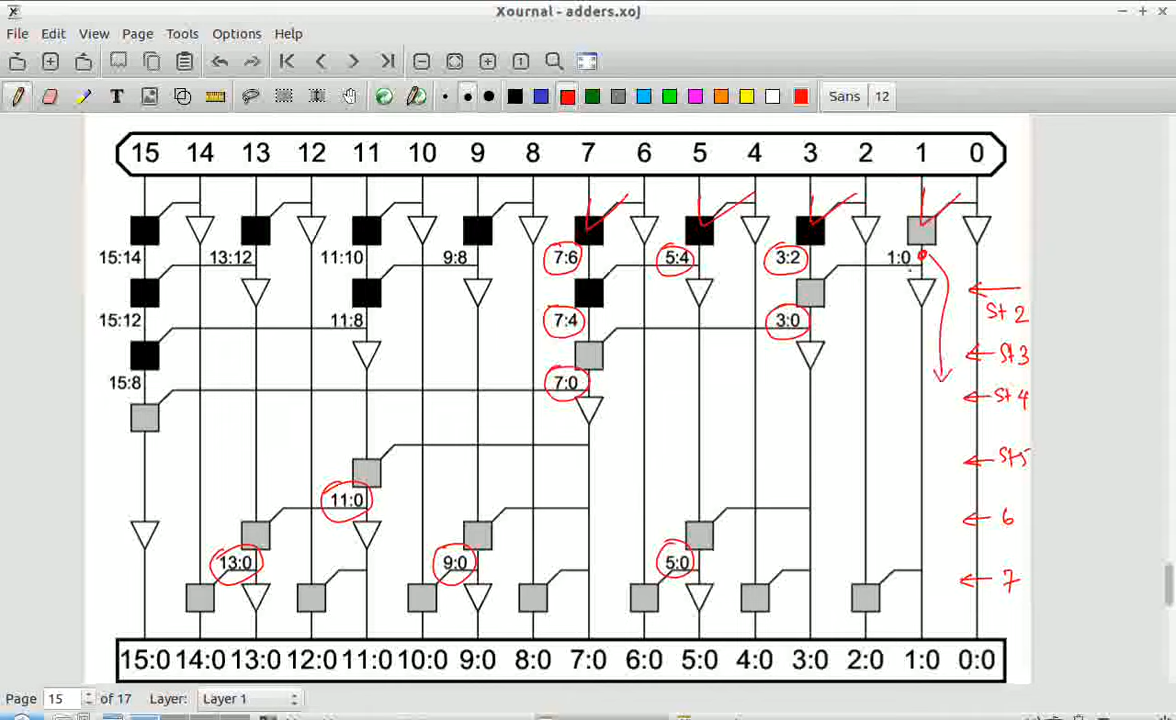 Xournal - adders.xoj
File Edit View Page Tools Options Help
Sans 12
15 14 13 12 11 10 9 8 7 6 5 4 3 2 1 0
15:14 13:12 11:10 9:8 7:6 5:4 3:2 1:0
15:12 11:8 7:4 3:0
St 2
St3
15:8 7:0
St 4
St5
11:0
6
13:0 9:0 5:0
7
15:0 14:0 13:0 12:0 11:0 10:0 9:0 8:0 7:0 6:0 5:0 4:0 3:0 2:0 1:0 0:0
Page 15 of 17 Layer: Layer 1